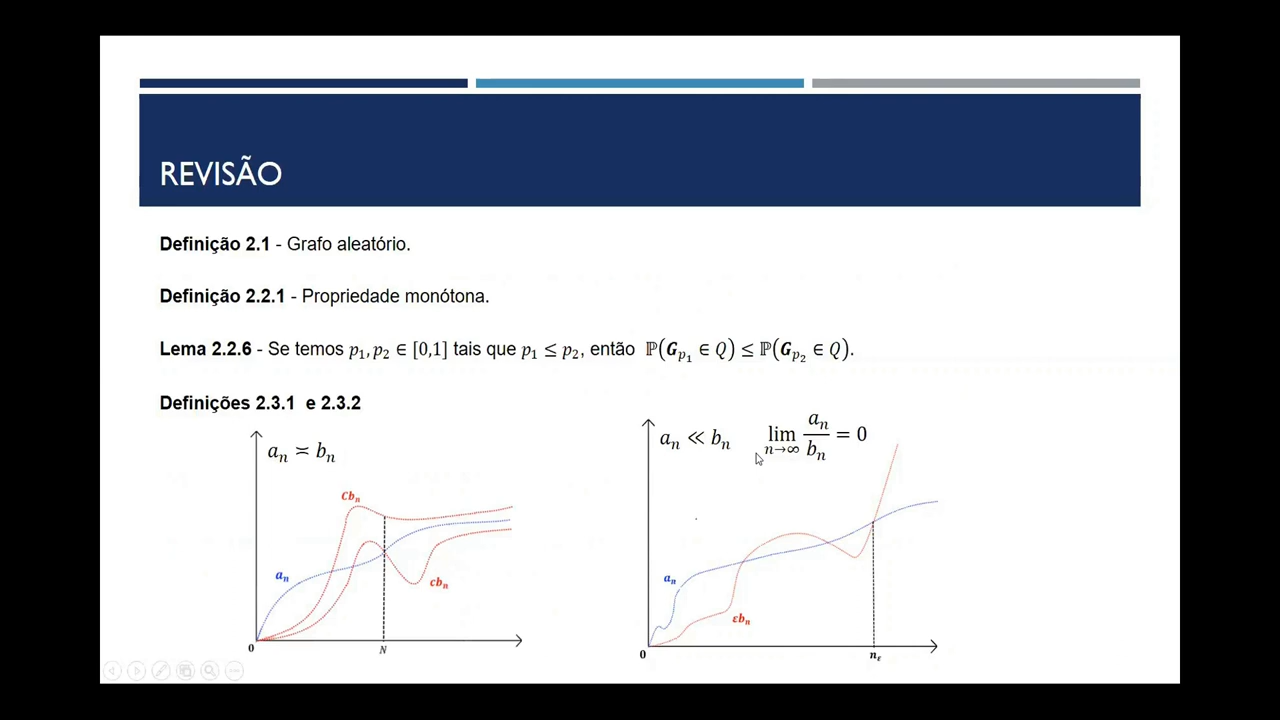 REVISÃO
Definição 2.1 - Grafo aleatório.
Definição 2.2.1 - Propriedade monótona.
Lema 2.2.6 - Se temos p₁, p₂ ∈ [0,1] tais que p₁ ≤ p₂, então ℙ(G_{p₁} ∈ Q) ≤ ℙ(G_{p₂} ∈ Q).
Definições 2.3.1 e 2.3.2
aₙ ≍ bₙ
Cbₙ
aₙ
cbₙ
0
N
aₙ ≪ bₙ lim_{n→∞} aₙ/bₙ = 0
aₙ
εbₙ
0
n_ε